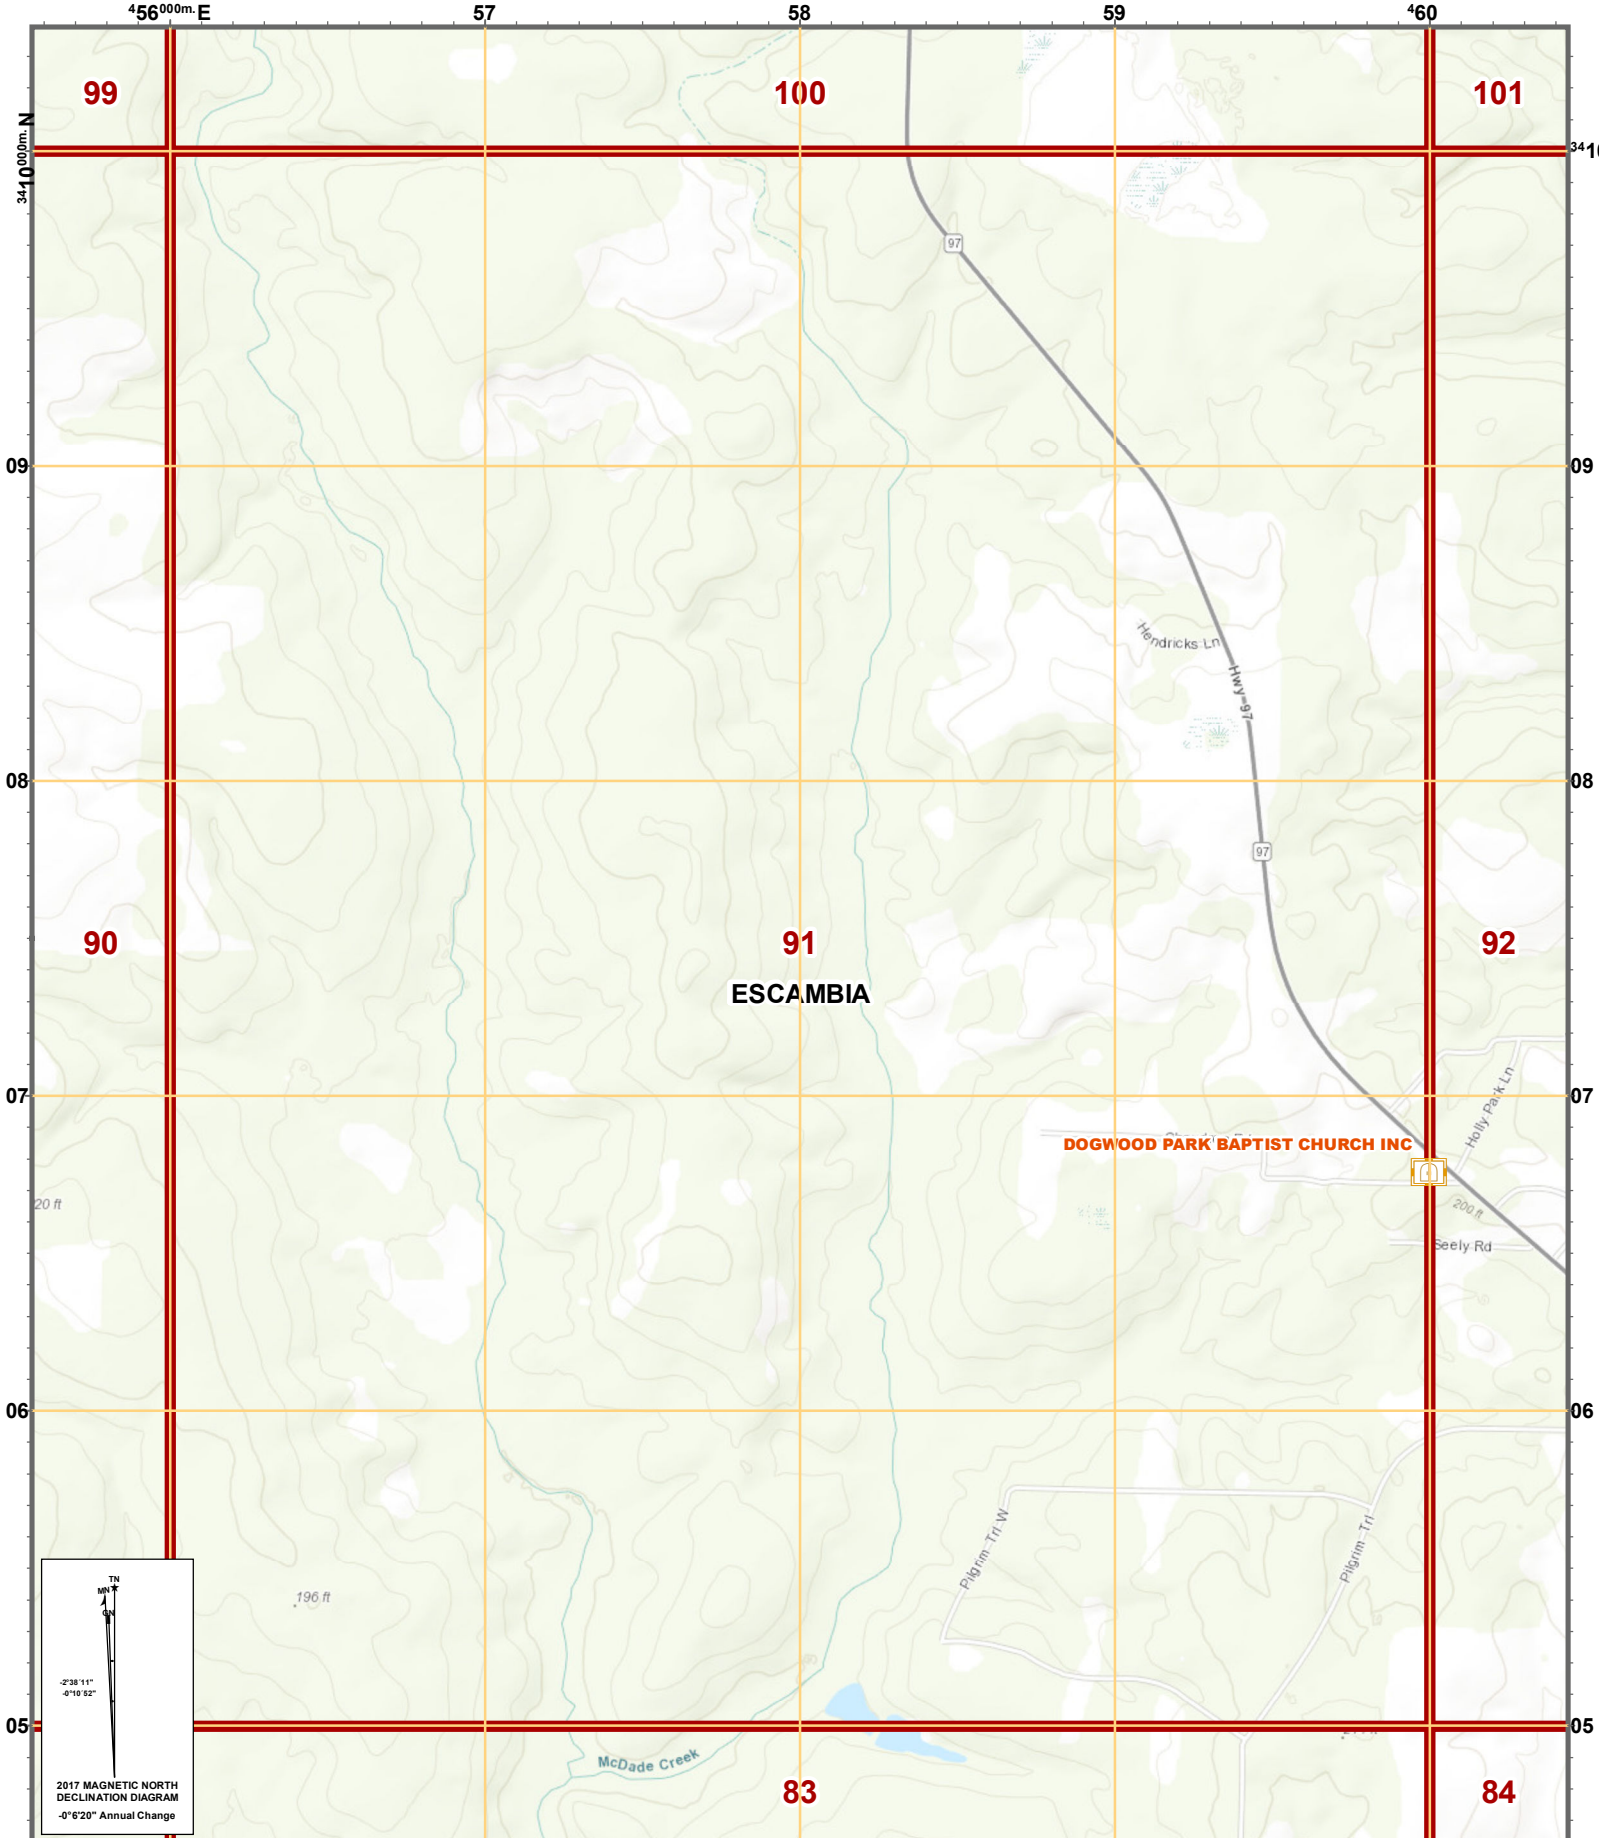 ⁴56⁰⁰⁰ᵐ·E 57 58 59 ⁴60
99 100 101
³⁴10⁰⁰⁰ᵐ·N
³⁴10
97
09 09
Hendricks Ln
Hwy 97
08 08
97
90 91 92
ESCAMBIA
07 07
Holly Park Ln
DOGWOOD PARK BAPTIST CHURCH INC
20 ft
200 ft
Seely Rd
06 06
Pilgrim Trl W
Pilgrim Trl
196 ft
TN
MN
GN
-2°38'11"
-0°10'52"
05 05
McDade Creek
2017 MAGNETIC NORTH
DECLINATION DIAGRAM
-0°6'20" Annual Change
83 84